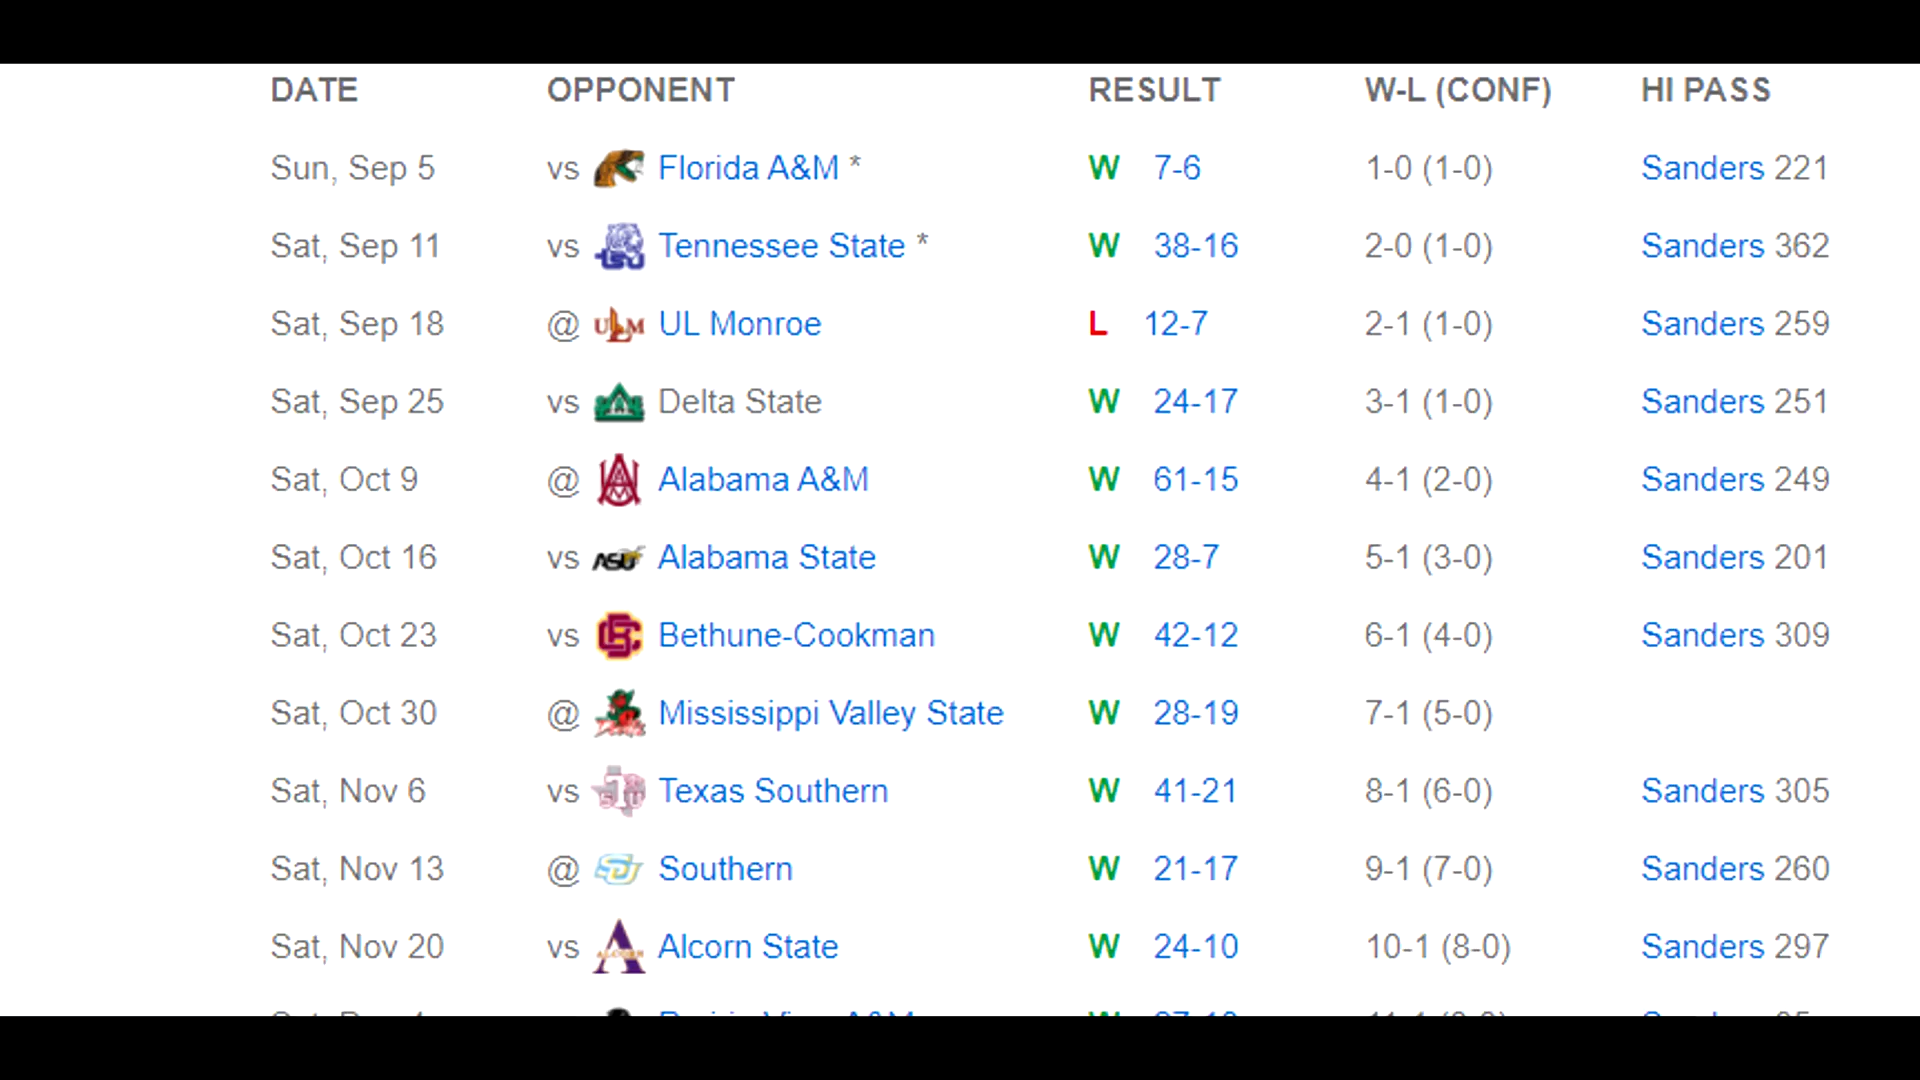 DATE OPPONENT RESULT W-L (CONF) HI PASS
Sun, Sep 5 vs Florida A&M * W 7-6 1-0 (1-0) Sanders 221
Sat, Sep 11 vs Tennessee State * W 38-16 2-0 (1-0) Sanders 362
Sat, Sep 18 @ ULM UL Monroe L 12-7 2-1 (1-0) Sanders 259
Sat, Sep 25 vs Delta State W 24-17 3-1 (1-0) Sanders 251
Sat, Oct 9 @ Alabama A&M W 61-15 4-1 (2-0) Sanders 249
Sat, Oct 16 vs ASU Alabama State W 28-7 5-1 (3-0) Sanders 201
Sat, Oct 23 vs Bethune-Cookman W 42-12 6-1 (4-0) Sanders 309
Sat, Oct 30 @ Mississippi Valley State W 28-19 7-1 (5-0)
Sat, Nov 6 vs Texas Southern W 41-21 8-1 (6-0) Sanders 305
Sat, Nov 13 @ SU Southern W 21-17 9-1 (7-0) Sanders 260
Sat, Nov 20 vs Alcorn State W 24-10 10-1 (8-0) Sanders 297